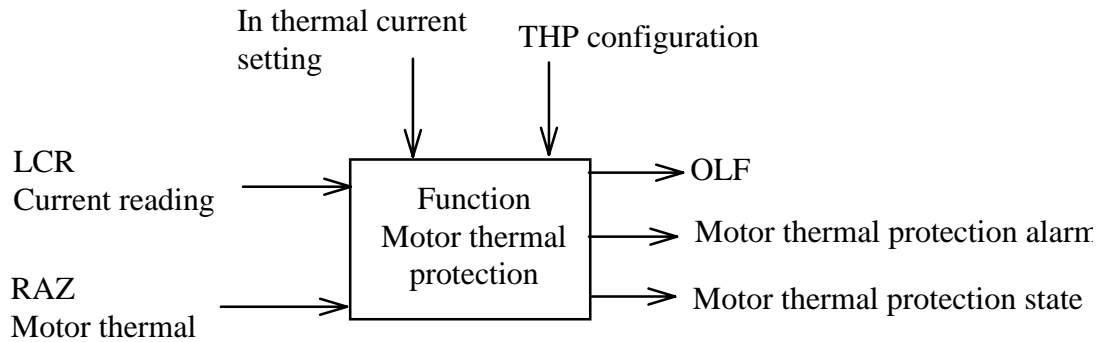 In thermal current
setting
THP configuration
LCR
Current reading
RAZ
Motor thermal
Function
Motor thermal
protection
OLF
Motor thermal protection alarm
Motor thermal protection state